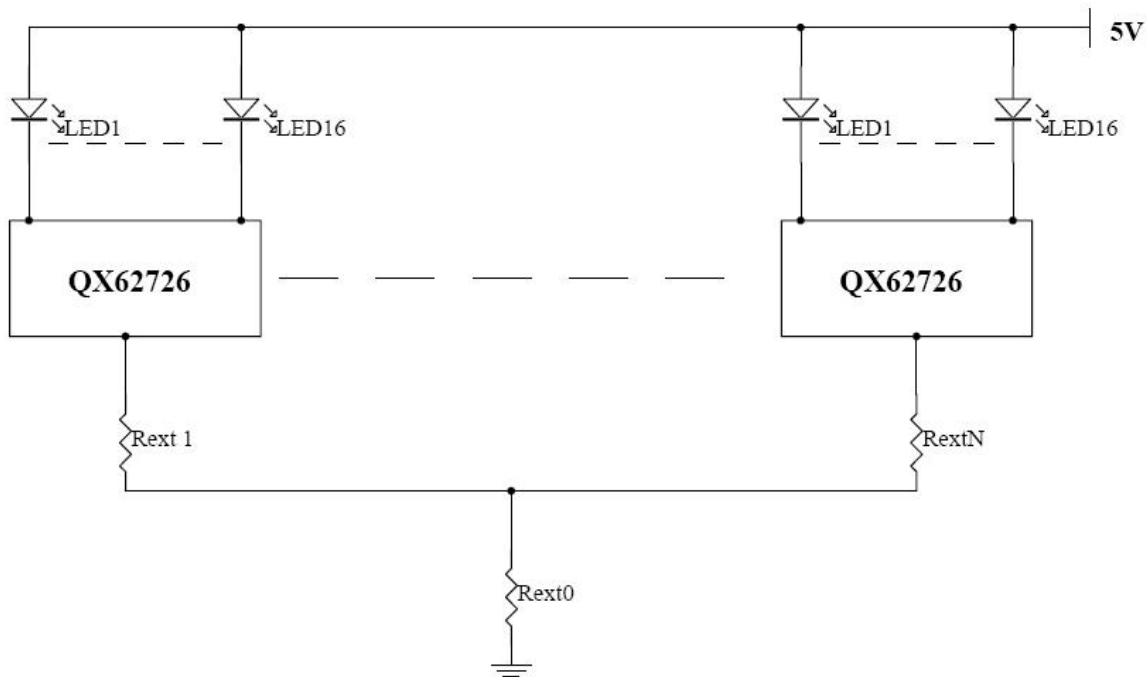 5V
LED1
LED16
LED1
LED16
QX62726
QX62726
Rext 1
RextN
Rext0